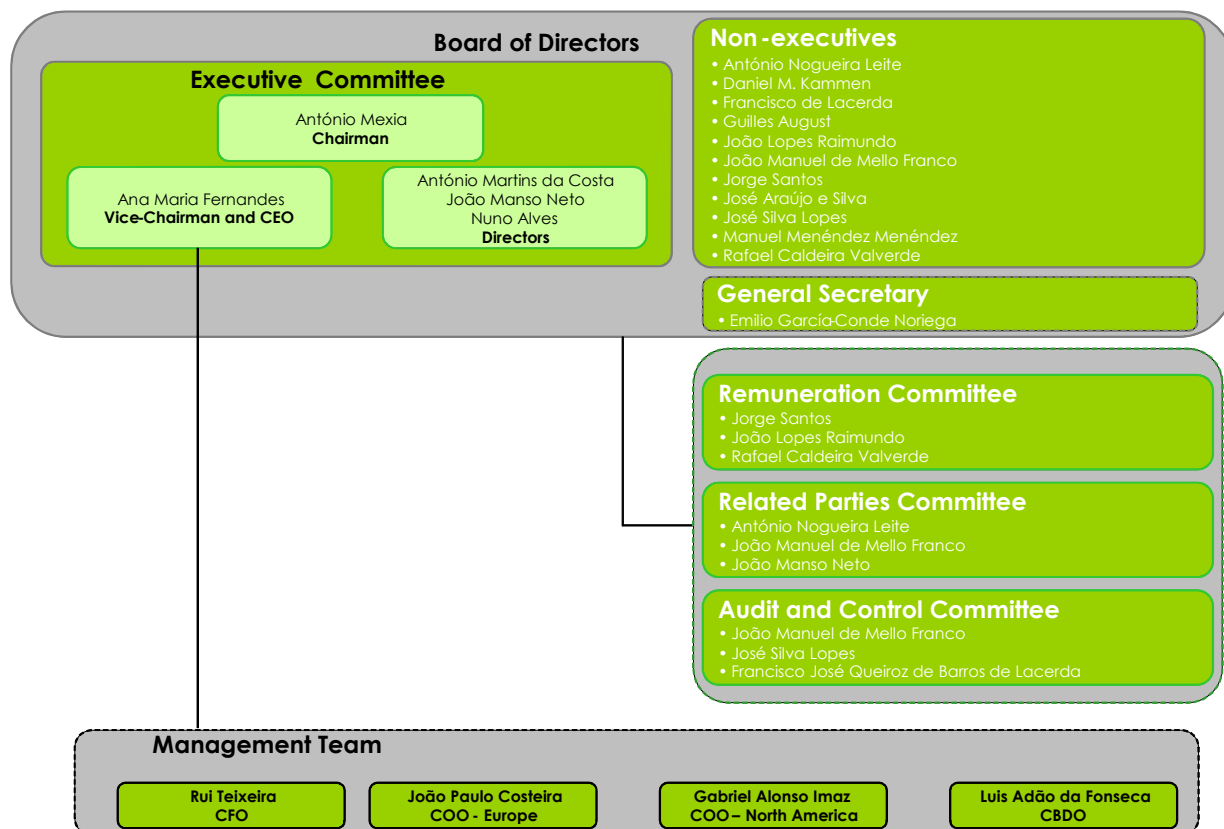 Board of Directors
Executive Committee
António Mexia
Chairman
Ana Maria Fernandes
Vice-Chairman and CEO
António Martins da Costa
João Manso Neto
Nuno Alves
Directors
Non-executives
• António Nogueira Leite
• Daniel M. Kammen
• Francisco de Lacerda
• Guilles August
• João Lopes Raimundo
• João Manuel de Mello Franco
• Jorge Santos
• José Araújo e Silva
• José Silva Lopes
• Manuel Menéndez Menéndez
• Rafael Caldeira Valverde
General Secretary
• Emilio García-Conde Noriega
Remuneration Committee
• Jorge Santos
• João Lopes Raimundo
• Rafael Caldeira Valverde
Related Parties Committee
• António Nogueira Leite
• João Manuel de Mello Franco
• João Manso Neto
Audit and Control Committee
• João Manuel de Mello Franco
• José Silva Lopes
• Francisco José Queiroz de Barros de Lacerda
Management Team
Rui Teixeira
CFO
João Paulo Costeira
COO - Europe
Gabriel Alonso Imaz
COO – North America
Luis Adão da Fonseca
CBDO